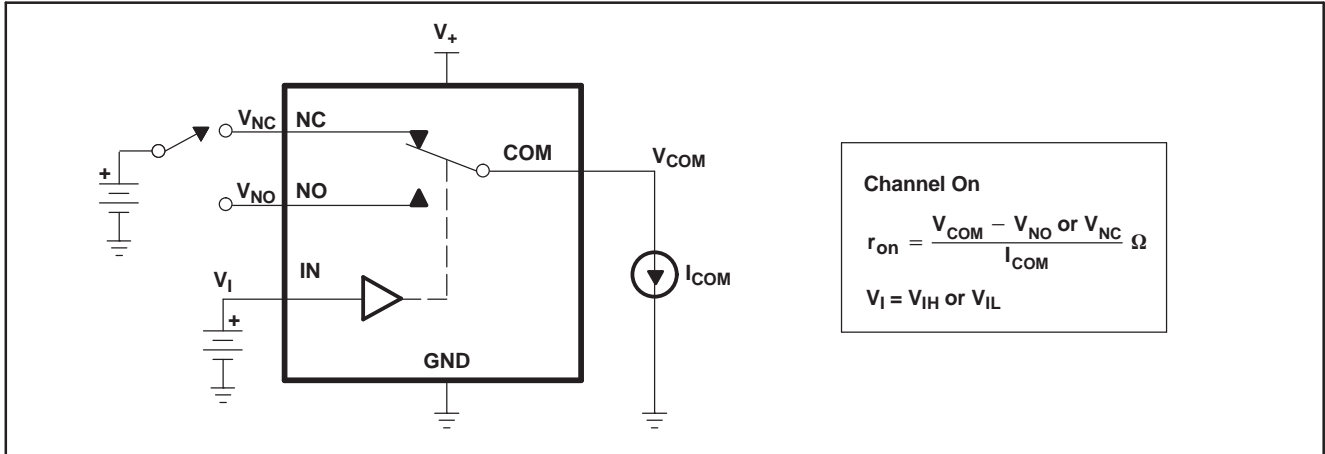 V+
VNC NC
COM
VCOM
+
VNO NO
VI
IN
+
ICOM
GND
Channel On
ron = VCOM − VNO or VNC / ICOM Ω
VI = VIH or VIL